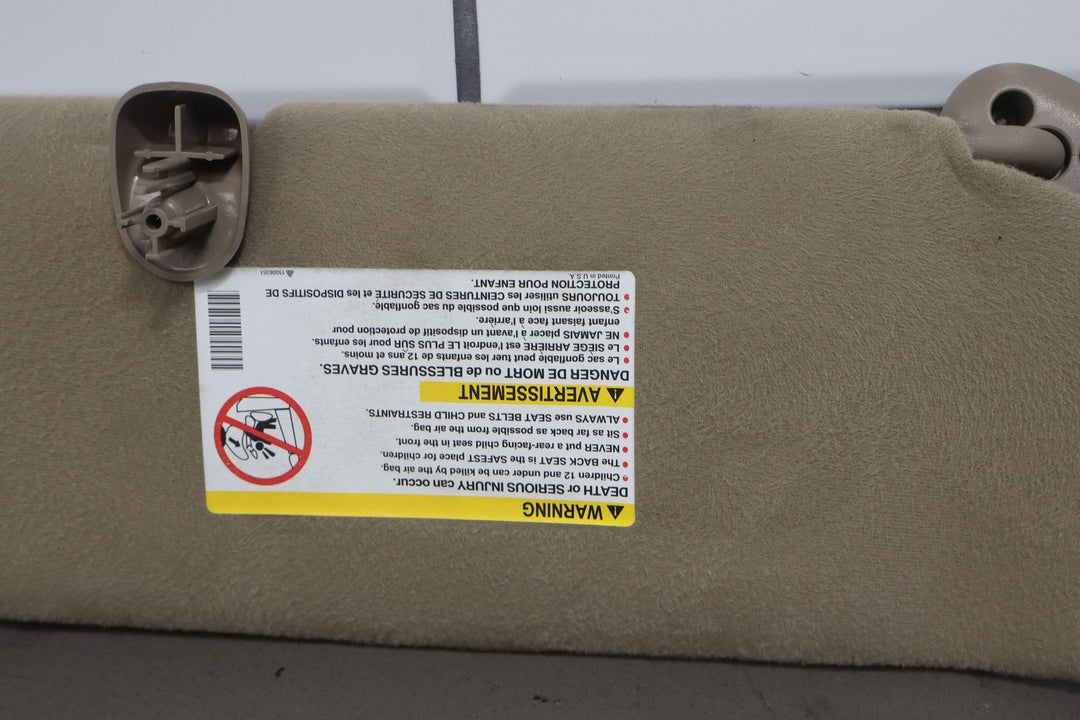 WARNING
DEATH or SERIOUS INJURY can occur.
• Children 12 and under can be killed by the air bag.
• The BACK SEAT is the SAFEST place for children.
• NEVER put a rear-facing child seat in the front.
• Sit as far back as possible from the air bag.
• ALWAYS use SEAT BELTS and CHILD RESTRAINTS.
AVERTISSEMENT
DANGER DE MORT ou de BLESSURES GRAVES.
• Le sac gonflable peut tuer les enfants de 12 ans et moins.
• Le SIÈGE ARRIÈRE est l'endroit LE PLUS SÛR pour les enfants.
• NE JAMAIS placer à l'avant un dispositif de protection pour
enfant faisant face à l'arrière.
• S'asseoir aussi loin que possible du sac gonflable.
• TOUJOURS utiliser les CEINTURES DE SÉCURITÉ et les DISPOSITIFS DE
PROTECTION POUR ENFANT.
Printed in U.S.A. 15006351